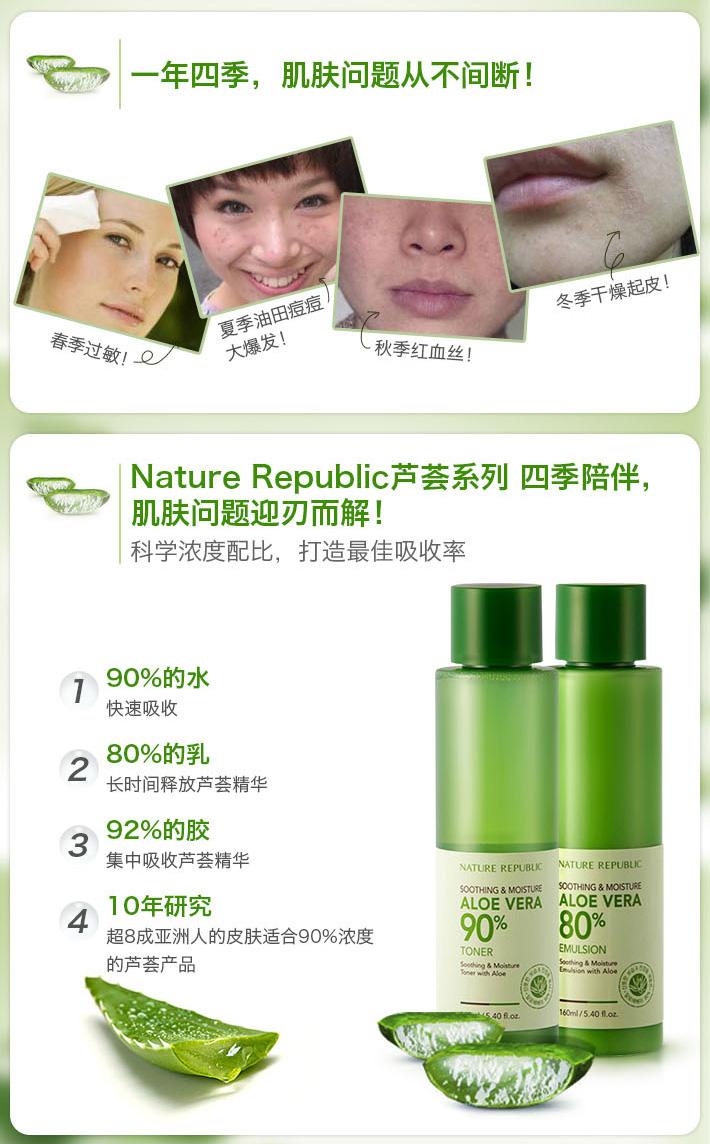 一年四季，肌肤问题从不间断！
春季过敏！
夏季油田痘痘
大爆发！
秋季红血丝！
冬季干燥起皮！
Nature Republic芦荟系列 四季陪伴，
肌肤问题迎刃而解！
科学浓度配比，打造最佳吸收率
1
90%的水
快速吸收
2
80%的乳
长时间释放芦荟精华
3
92%的胶
集中吸收芦荟精华
4
10年研究
超8成亚洲人的皮肤适合90%浓度
的芦荟产品
NATURE REPUBLIC
SOOTHING & MOISTURE
ALOE VERA
90%
TONER
Soothing & Moisture
Toner with Aloe
/5.40 fl.oz.
NATURE REPUBLIC
SOOTHING & MOISTURE
ALOE VERA
80%
EMULSION
Soothing & Moisture
Emulsion with Aloe
160ml/5.40 fl.oz.